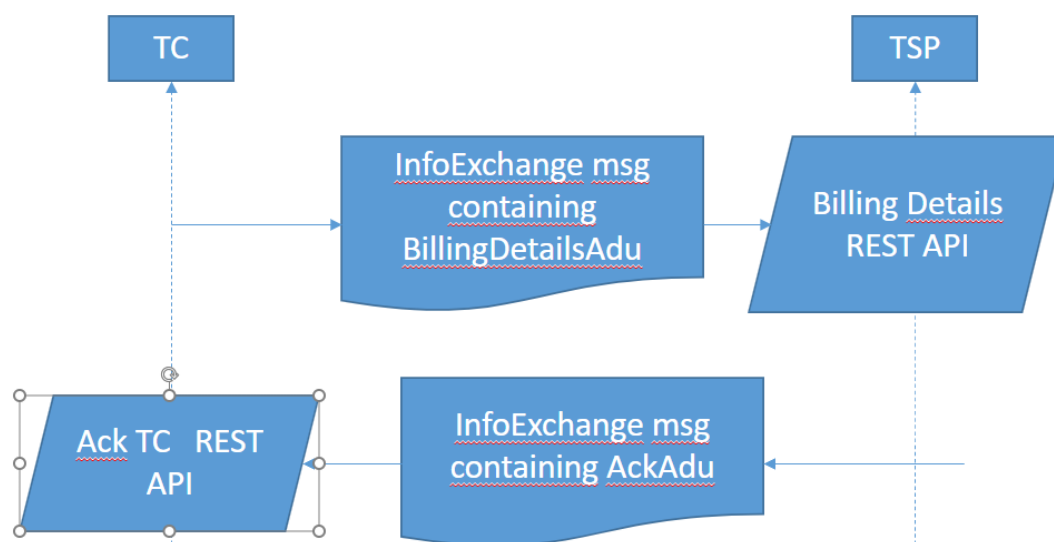 TC
TSP
InfoExchange msg
containing
BillingDetailsAdu
Billing Details
REST API
Ack TC REST
API
InfoExchange msg
containing AckAdu